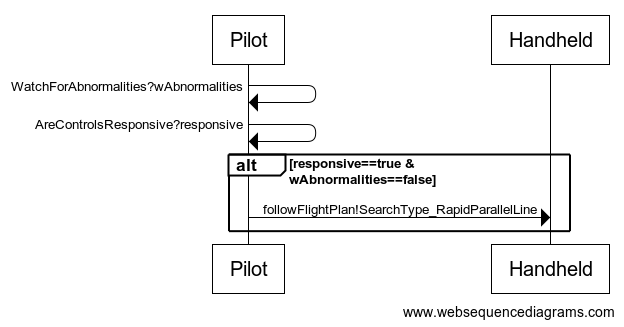 Pilot
Handheld
WatchForAbnormalities?wAbnormalities
AreControlsResponsive?responsive
alt
[responsive==true &
wAbnormalities==false]
followFlightPlan!SearchType_RapidParallelLine
Pilot
Handheld
www.websequencediagrams.com